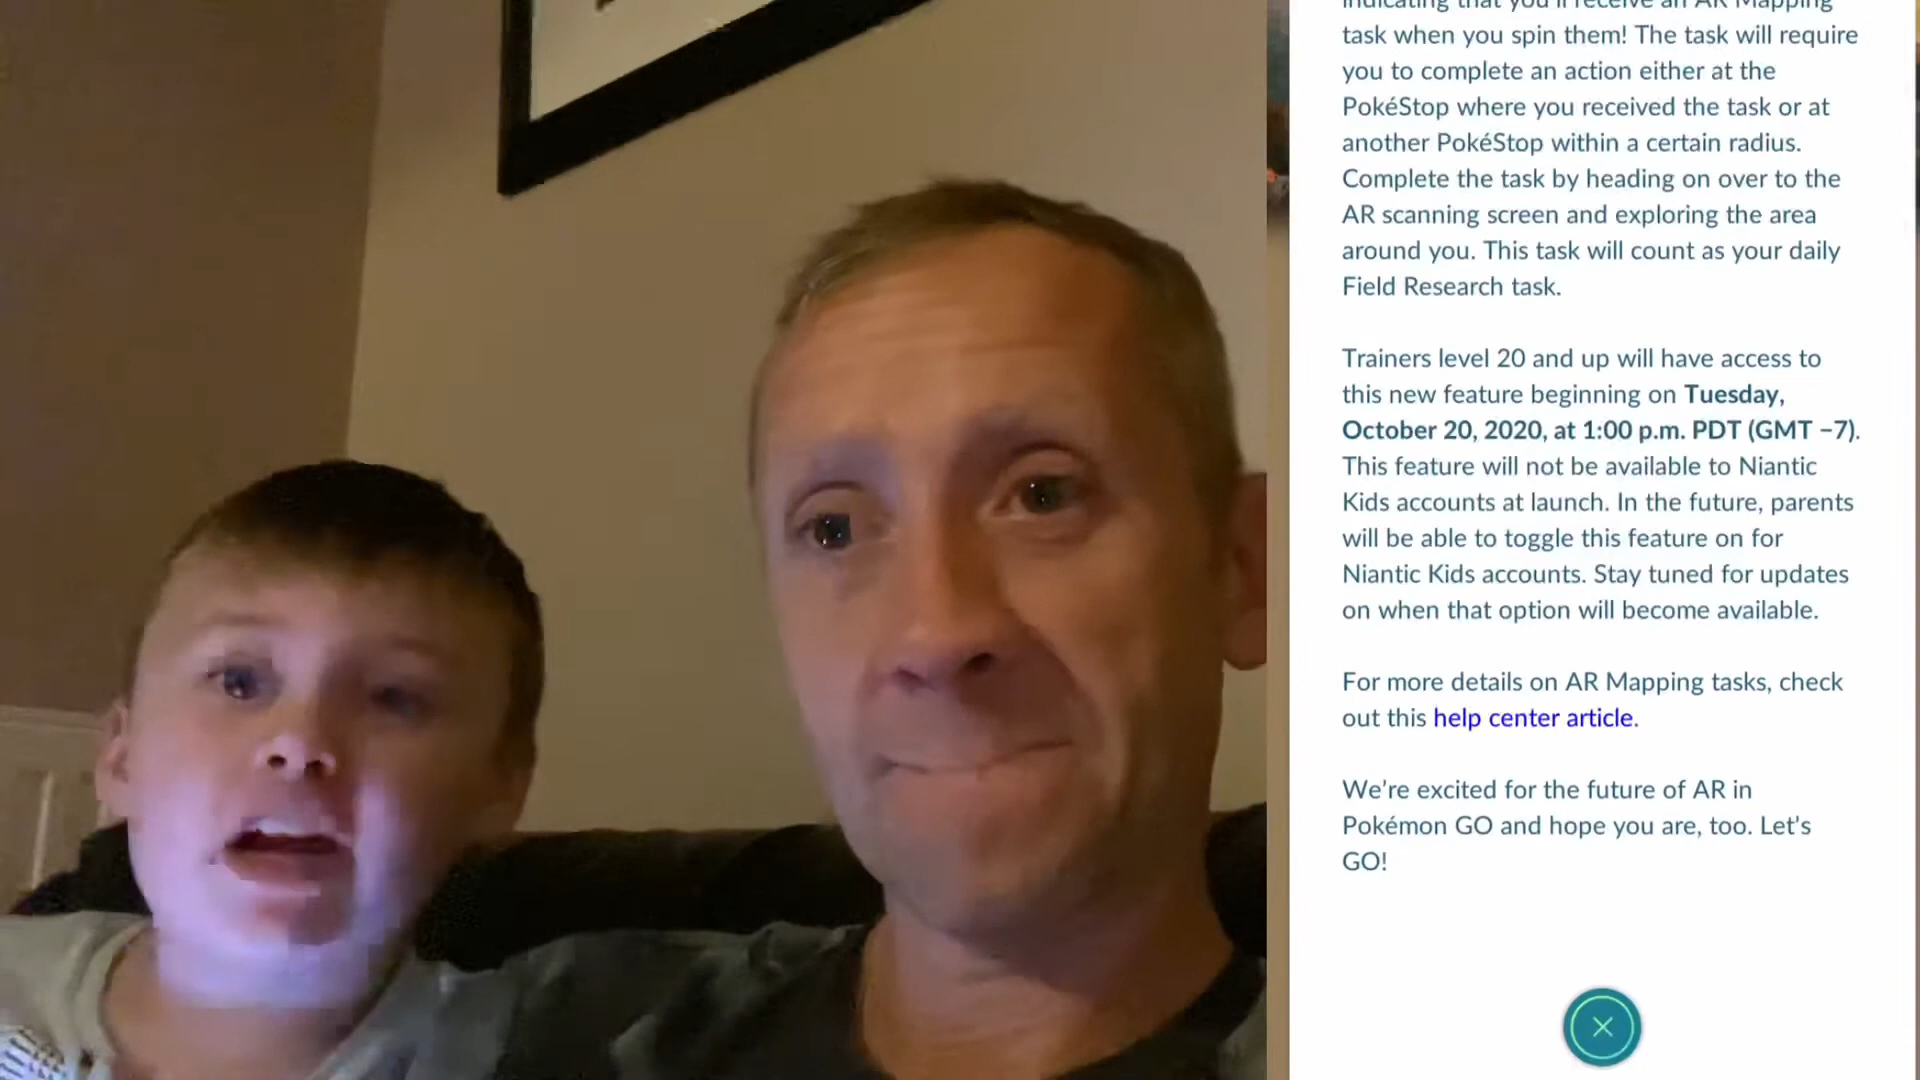 indicating that you'll receive an AR Mapping
task when you spin them! The task will require
you to complete an action either at the
PokéStop where you received the task or at
another PokéStop within a certain radius.
Complete the task by heading on over to the
AR scanning screen and exploring the area
around you. This task will count as your daily
Field Research task.
Trainers level 20 and up will have access to
this new feature beginning on Tuesday,
October 20, 2020, at 1:00 p.m. PDT (GMT −7).
This feature will not be available to Niantic
Kids accounts at launch. In the future, parents
will be able to toggle this feature on for
Niantic Kids accounts. Stay tuned for updates
on when that option will become available.
For more details on AR Mapping tasks, check
out this help center article.
We're excited for the future of AR in
Pokémon GO and hope you are, too. Let's
GO!